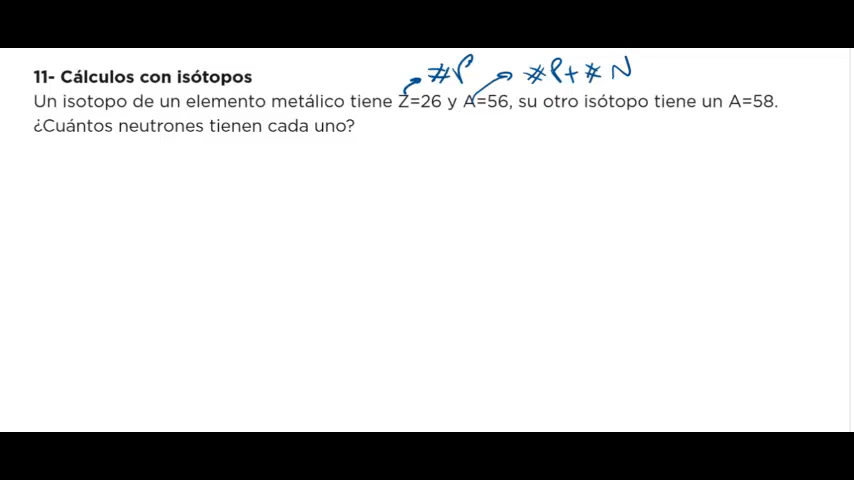 #P #P+ # N
11- Cálculos con isótopos
Un isotopo de un elemento metálico tiene Z=26 y A=56, su otro isótopo tiene un A=58.
¿Cuántos neutrones tienen cada uno?